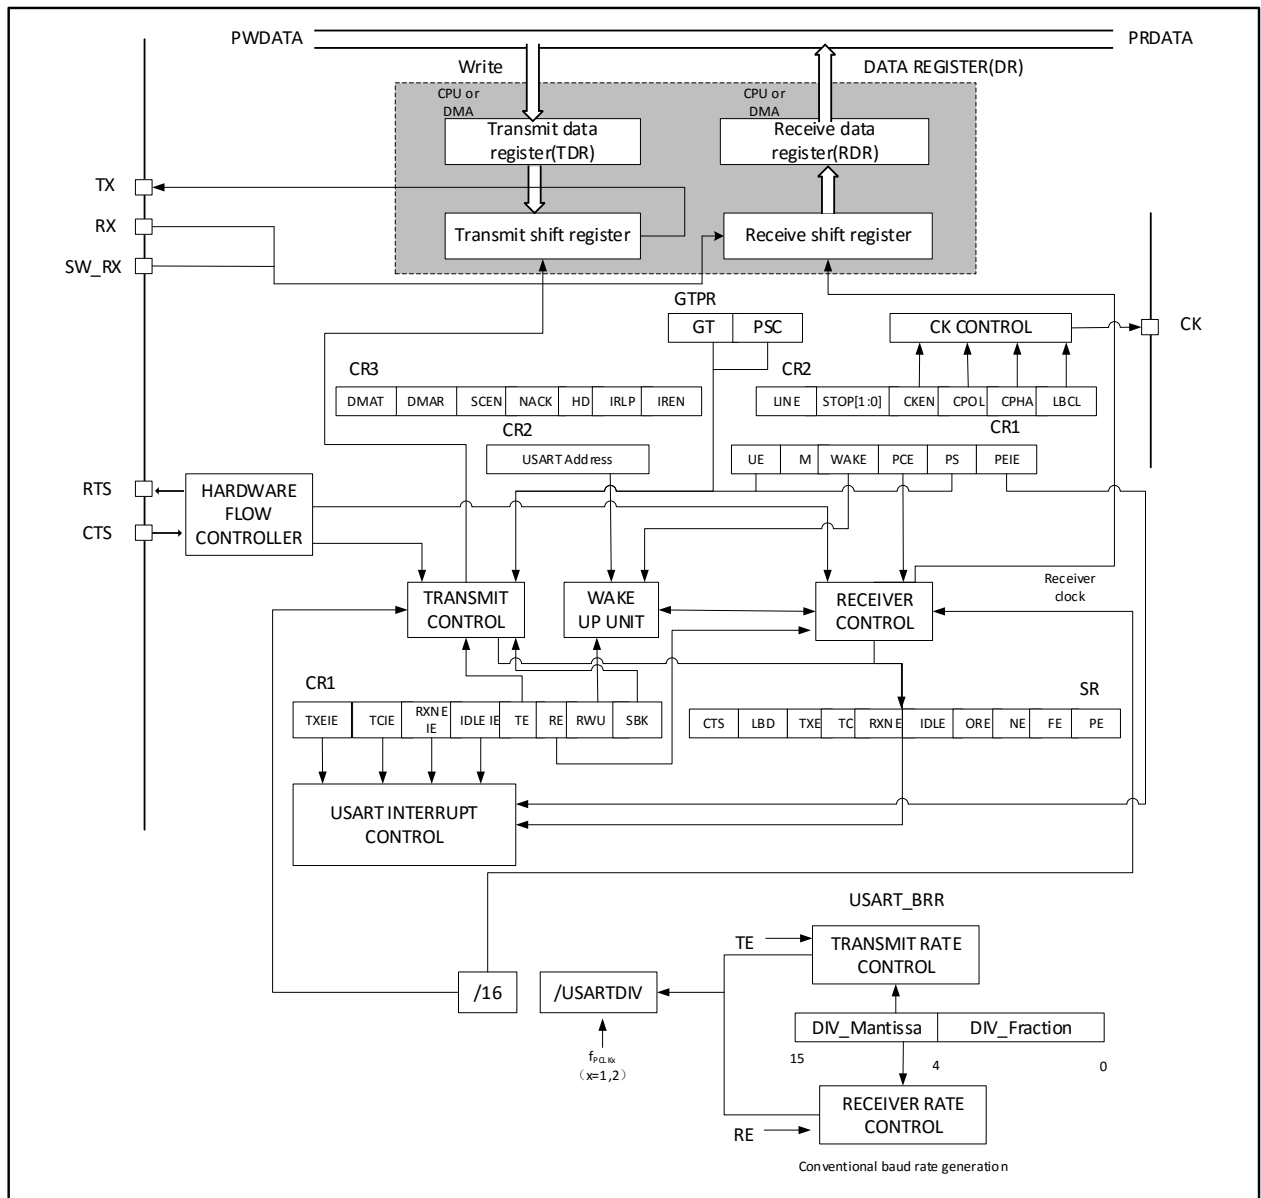 PWDATA
PRDATA
Write
DATA REGISTER(DR)
CPU or
DMA
CPU or
DMA
Transmit data
register(TDR)
Receive data
register(RDR)
TX
RX
SW_RX
Transmit shift register
Receive shift register
GTPR
GT PSC
CK CONTROL
CK
CR3
DMAT DMAR SCEN NACK HD IRLP IREN
CR2
LINE STOP[1:0] CKEN CPOL CPHA LBCL
CR2
USART Address
CR1
UE M WAKE PCE PS PEIE
RTS
CTS
HARDWARE
FLOW
CONTROLLER
TRANSMIT
CONTROL
WAKE
UP UNIT
RECEIVER
CONTROL
Receiver
clock
CR1
TXEIE TCIE RXNE IE IDLE IE TE RE RWU SBK
SR
CTS LBD TXE TC RXNE IDLE ORE NE FE PE
USART INTERRUPT
CONTROL
USART_BRR
TE
TRANSMIT RATE
CONTROL
/16
/USARTDIV
DIV_Mantissa DIV_Fraction
15 4 0
fPCLKx
（x=1,2）
RECEIVER RATE
CONTROL
RE
Conventional baud rate generation